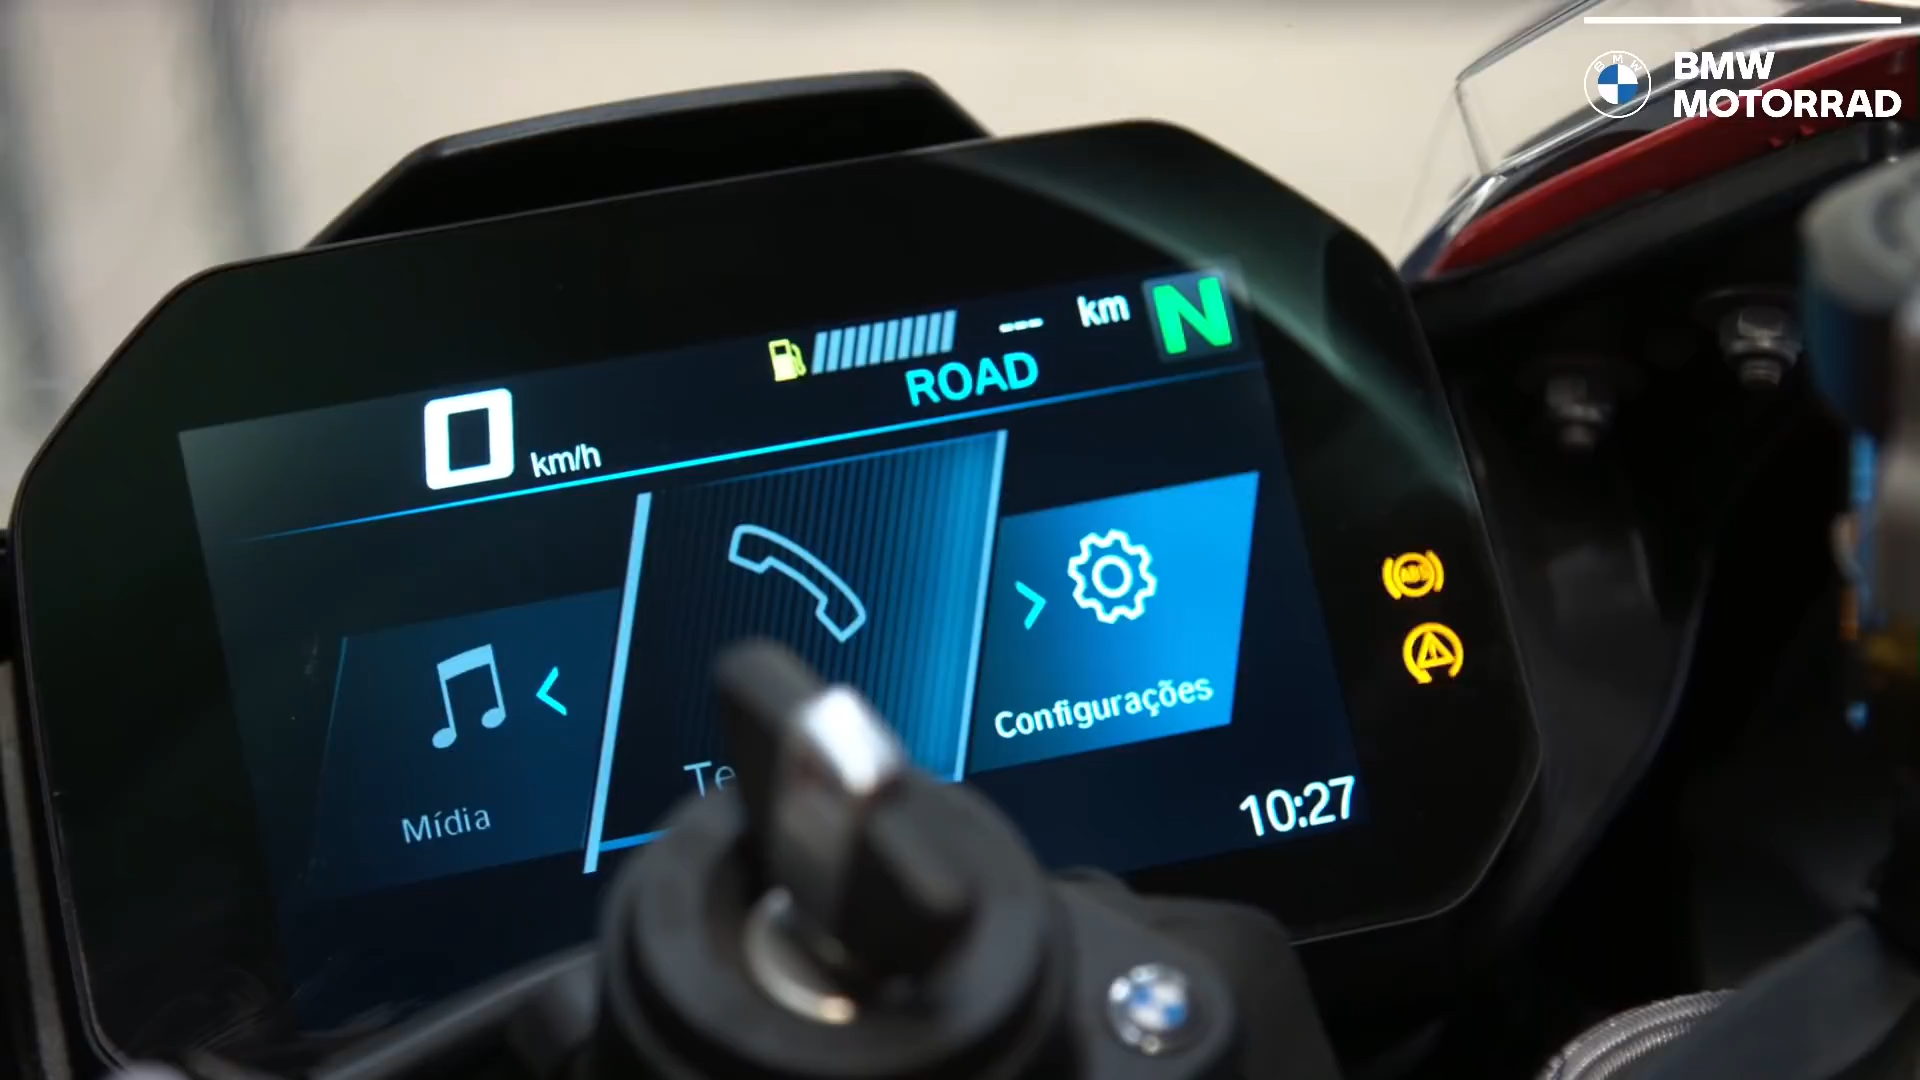 BMW
MOTORRAD
--- km N
ROAD
0 km/h
Configurações
Mídia
10:27